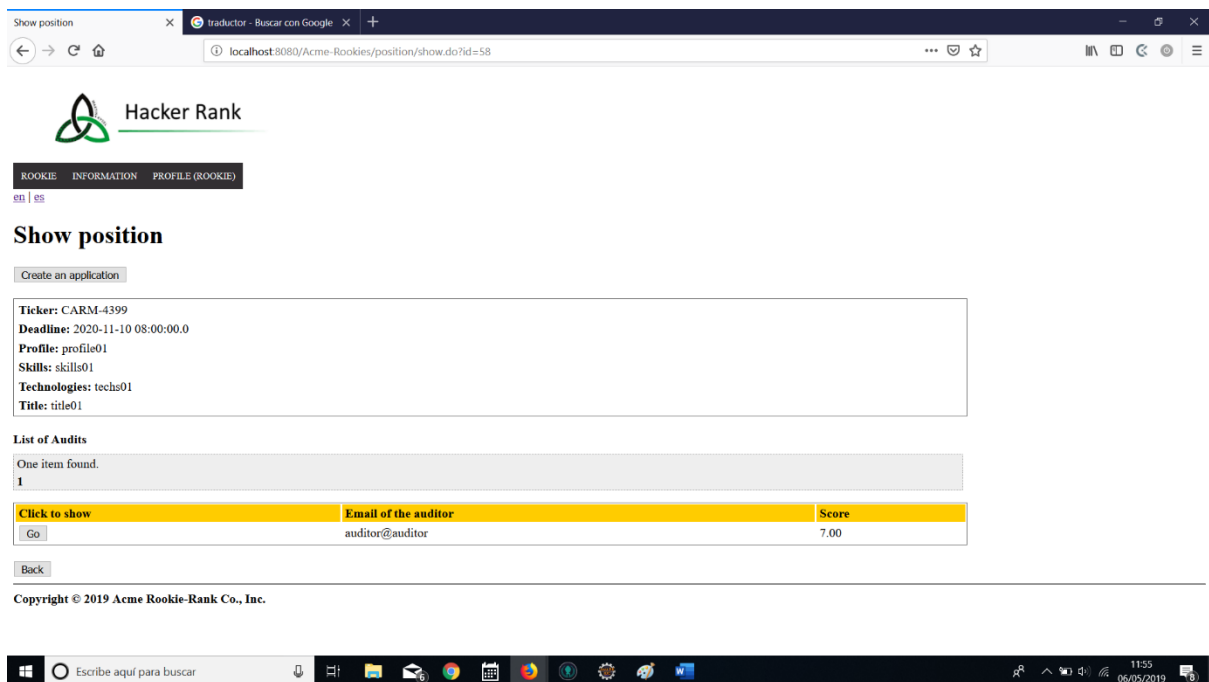 Show position
traductor - Buscar con Google
localhost:8080/Acme-Rookies/position/show.do?id=58
Hacker Rank
ROOKIE INFORMATION PROFILE (ROOKIE)
en | es
Show position
Create an application
Ticker: CARM-4399
Deadline: 2020-11-10 08:00:00.0
Profile: profile01
Skills: skills01
Technologies: techs01
Title: title01
List of Audits
One item found.
1
Click to show Email of the auditor Score
Go auditor@auditor 7.00
Back
Copyright © 2019 Acme Rookie-Rank Co., Inc.
Escribe aquí para buscar
11:55
06/05/2019